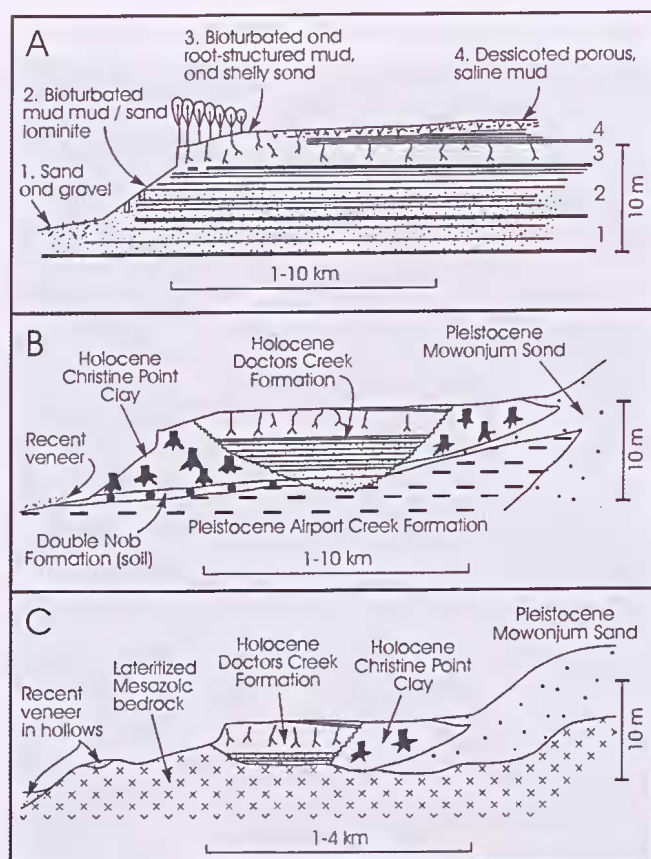 A
3. Bioturbated ond
root-structured mud,
ond shelly sond
4. Dessicoted porous,
saline mud
2. Bioturbated
mud mud / sand
lominite
1. Sand
ond gravel
4
3
2
1
10 m
1-10 km
B
Holocene
Christine Point
Clay
Holocene
Doctors Creek
Formation
Pleistocene
Mowonjum Sond
Recent
veneer
10 m
Double Nob
Formation (soil)
Pleistocene Airport Creek Formation
1-10 km
C
Pleistocene
Mowonjum Sand
Holocene
Doctors Creek
Formation
Holocene
Christine Point
Clay
Lateritized
Mesazoic
bedrock
Recent
veneer
in hollows
10 m
1-4 km